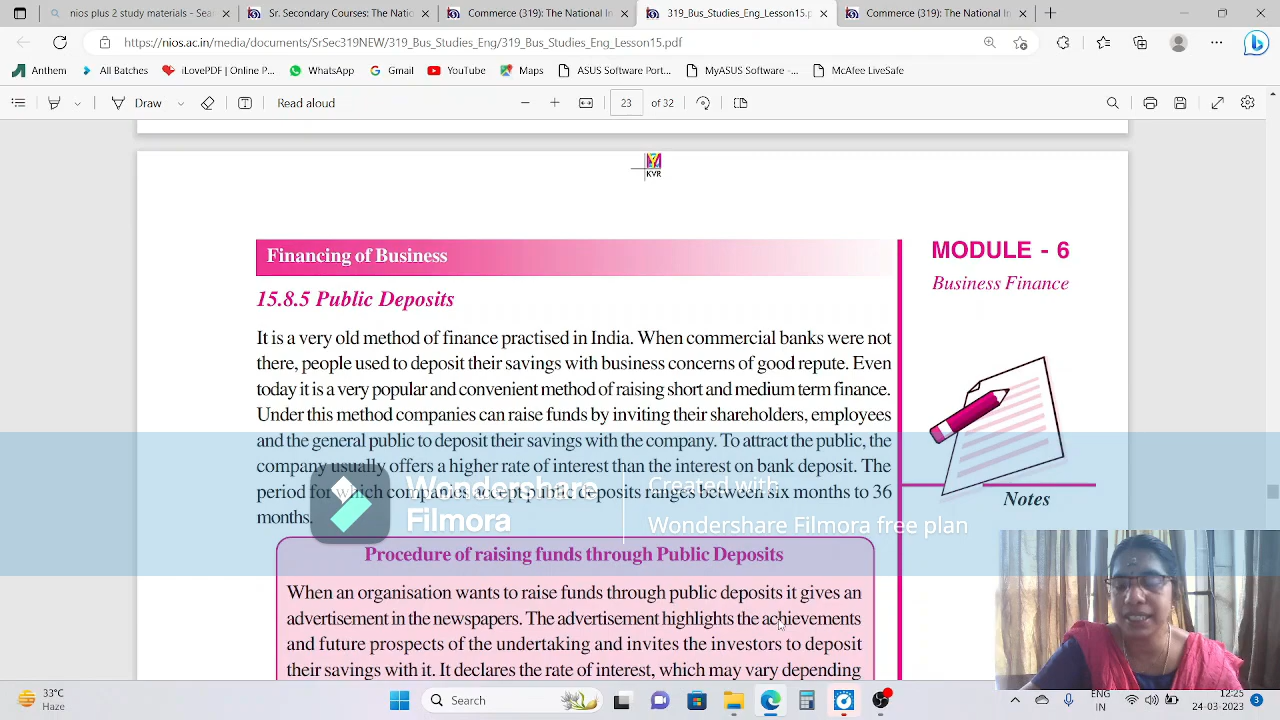 nios plus 2 study materials - Sea
Sr. Secondary Courses: The Nati
Commerce (319): The National In
319_Bus_Studies_Eng_Lesson15.p
Commerce (319): The National In
https://nios.ac.in/media/documents/SrSec319NEW/319_Bus_Studies_Eng/319_Bus_Studies_Eng_Lesson15.pdf
Anthem
All Batches
iLovePDF | Online P...
WhatsApp
Gmail
YouTube
Maps
ASUS Software Port...
MyASUS Software -...
McAfee LiveSafe
Draw
Read aloud
23 of 32
KVR
Financing of Business
MODULE - 6
Business Finance
15.8.5 Public Deposits
It is a very old method of finance practised in India. When commercial banks were not
there, people used to deposit their savings with business concerns of good repute. Even
today it is a very popular and convenient method of raising short and medium term finance.
Under this method companies can raise funds by inviting their shareholders, employees
and the general public to deposit their savings with the company. To attract the public, the
company usually offers a higher rate of interest than the interest on bank deposit. The
period for which companies accept public deposits ranges between six months to 36
months.
Notes
Wondershare
Filmora
Created with
Wondershare Filmora free plan
Procedure of raising funds through Public Deposits
When an organisation wants to raise funds through public deposits it gives an
advertisement in the newspapers. The advertisement highlights the achievements
and future prospects of the undertaking and invites the investors to deposit
their savings with it. It declares the rate of interest, which may vary depending
33°C
Haze
Search
ENG
IN
12:25
24-03-2023
3